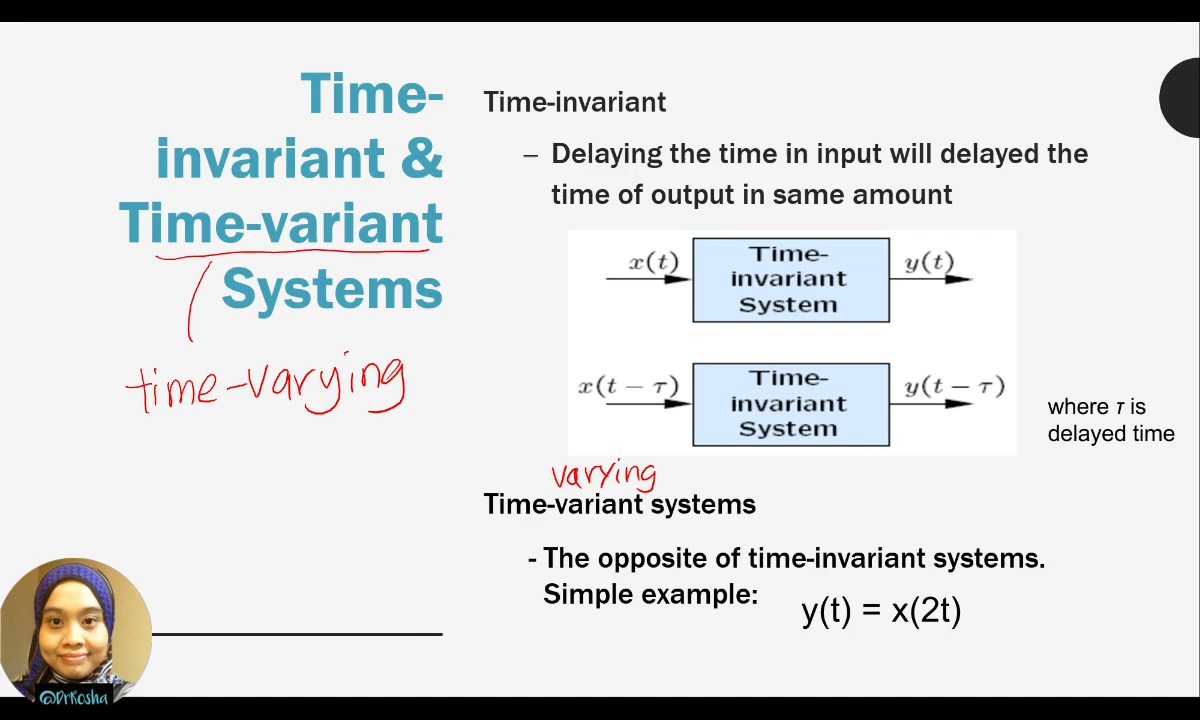 Time-
invariant &
Time-variant
Systems
time-varying
Time-invariant
– Delaying the time in input will delayed the
time of output in same amount
x(t)
Time-
invariant
System
y(t)
x(t − τ)
Time-
invariant
System
y(t − τ)
where τ is
delayed time
varying
Time-variant systems
- The opposite of time-invariant systems.
Simple example:
y(t) = x(2t)
@DrRosha